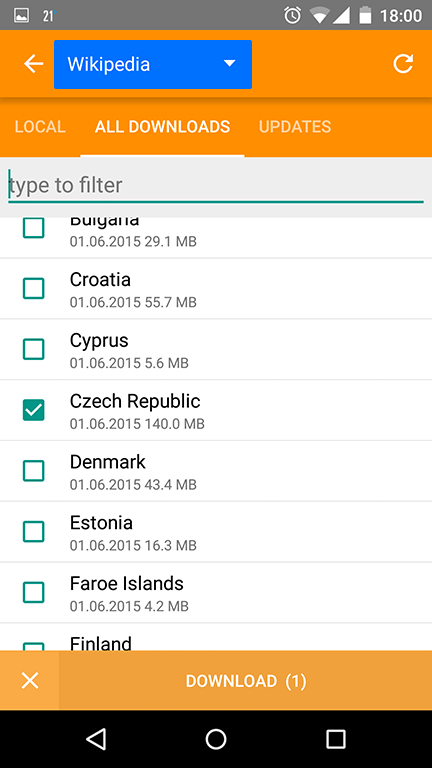 21°
18:00
Wikipedia
LOCAL
ALL DOWNLOADS
UPDATES
type to filter
Bulgaria
01.06.2015 29.1 MB
Croatia
01.06.2015 55.7 MB
Cyprus
01.06.2015 5.6 MB
Czech Republic
01.06.2015 140.0 MB
Denmark
01.06.2015 43.4 MB
Estonia
01.06.2015 16.3 MB
Faroe Islands
01.06.2015 4.2 MB
Finland
DOWNLOAD (1)